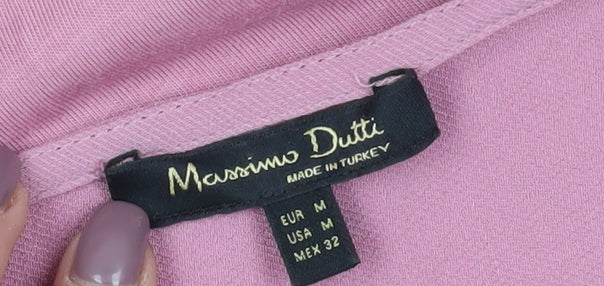 Massimo Dutti
MADE IN TURKEY
EUR M
USA M
MEX 32